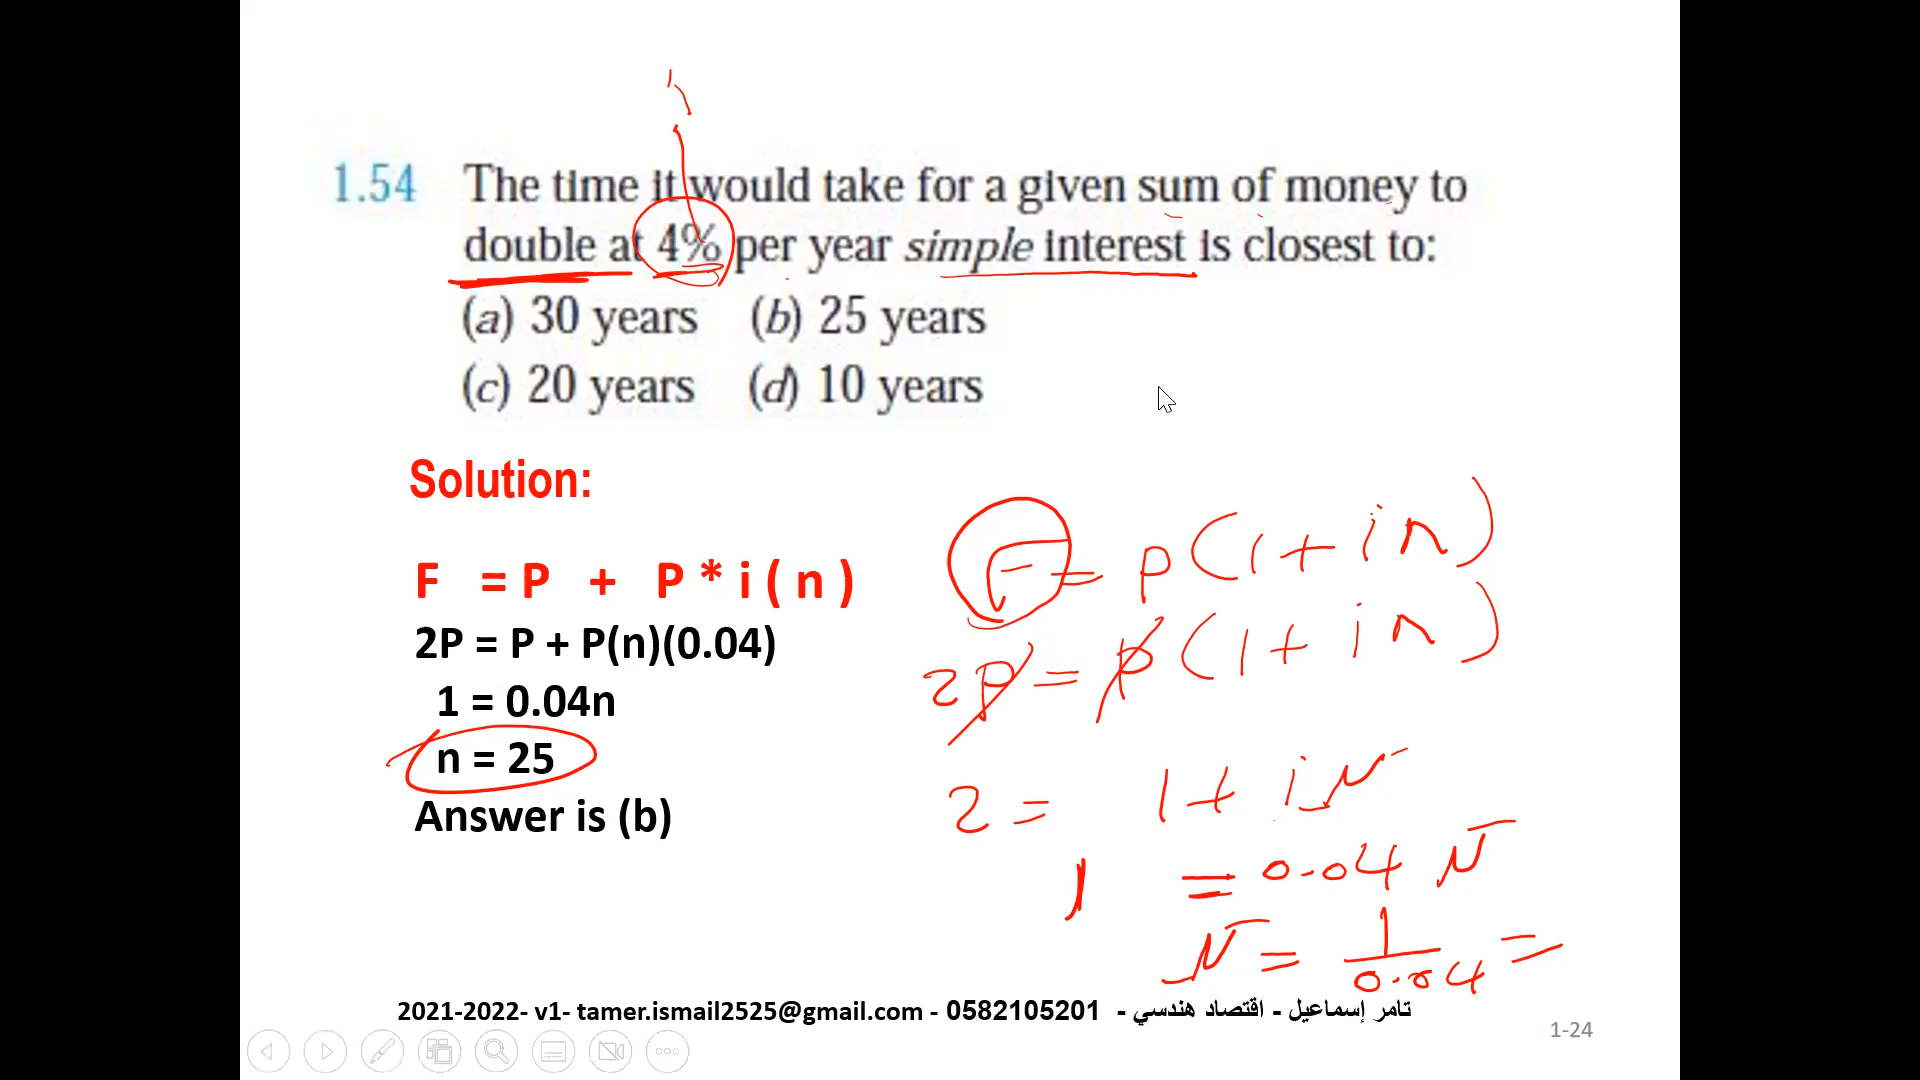 1.54 The time it would take for a given sum of money to
double at 4% per year simple interest is closest to:
(a) 30 years (b) 25 years
(c) 20 years (d) 10 years
Solution:
F = P + P * i ( n )
2P = P + P(n)(0.04)
1 = 0.04n
n = 25
Answer is (b)
F = P ( 1 + i n )
2P = P ( 1 + i n )
2 = 1 + i n
1 = 0.04 n
n = 1/0.04 =
2021-2022- v1- tamer.ismail2525@gmail.com - 0582105201 - تامر إسماعيل - اقتصاد هندسي
1-24